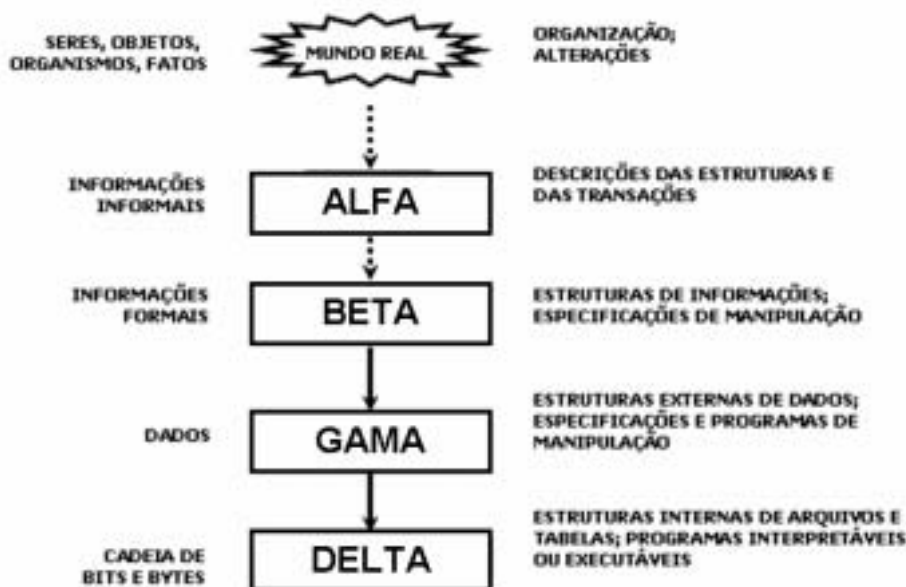 SERES, OBJETOS,
ORGANISMOS, FATOS
MUNDO REAL
ORGANIZAÇÃO;
ALTERAÇÕES
INFORMAÇÕES
INFORMAIS
ALFA
DESCRIÇÕES DAS ESTRUTURAS E
DAS TRANSAÇÕES
INFORMAÇÕES
FORMAIS
BETA
ESTRUTURAS DE INFORMAÇÕES;
ESPECIFICAÇÕES DE MANIPULAÇÃO
DADOS
GAMA
ESTRUTURAS EXTERNAS DE DADOS;
ESPECIFICAÇÕES E PROGRAMAS DE
MANIPULAÇÃO
CADEIA DE
BITS E BYTES
DELTA
ESTRUTURAS INTERNAS DE ARQUIVOS E
TABELAS; PROGRAMAS INTERPRETÁVEIS
OU EXECUTÁVEIS